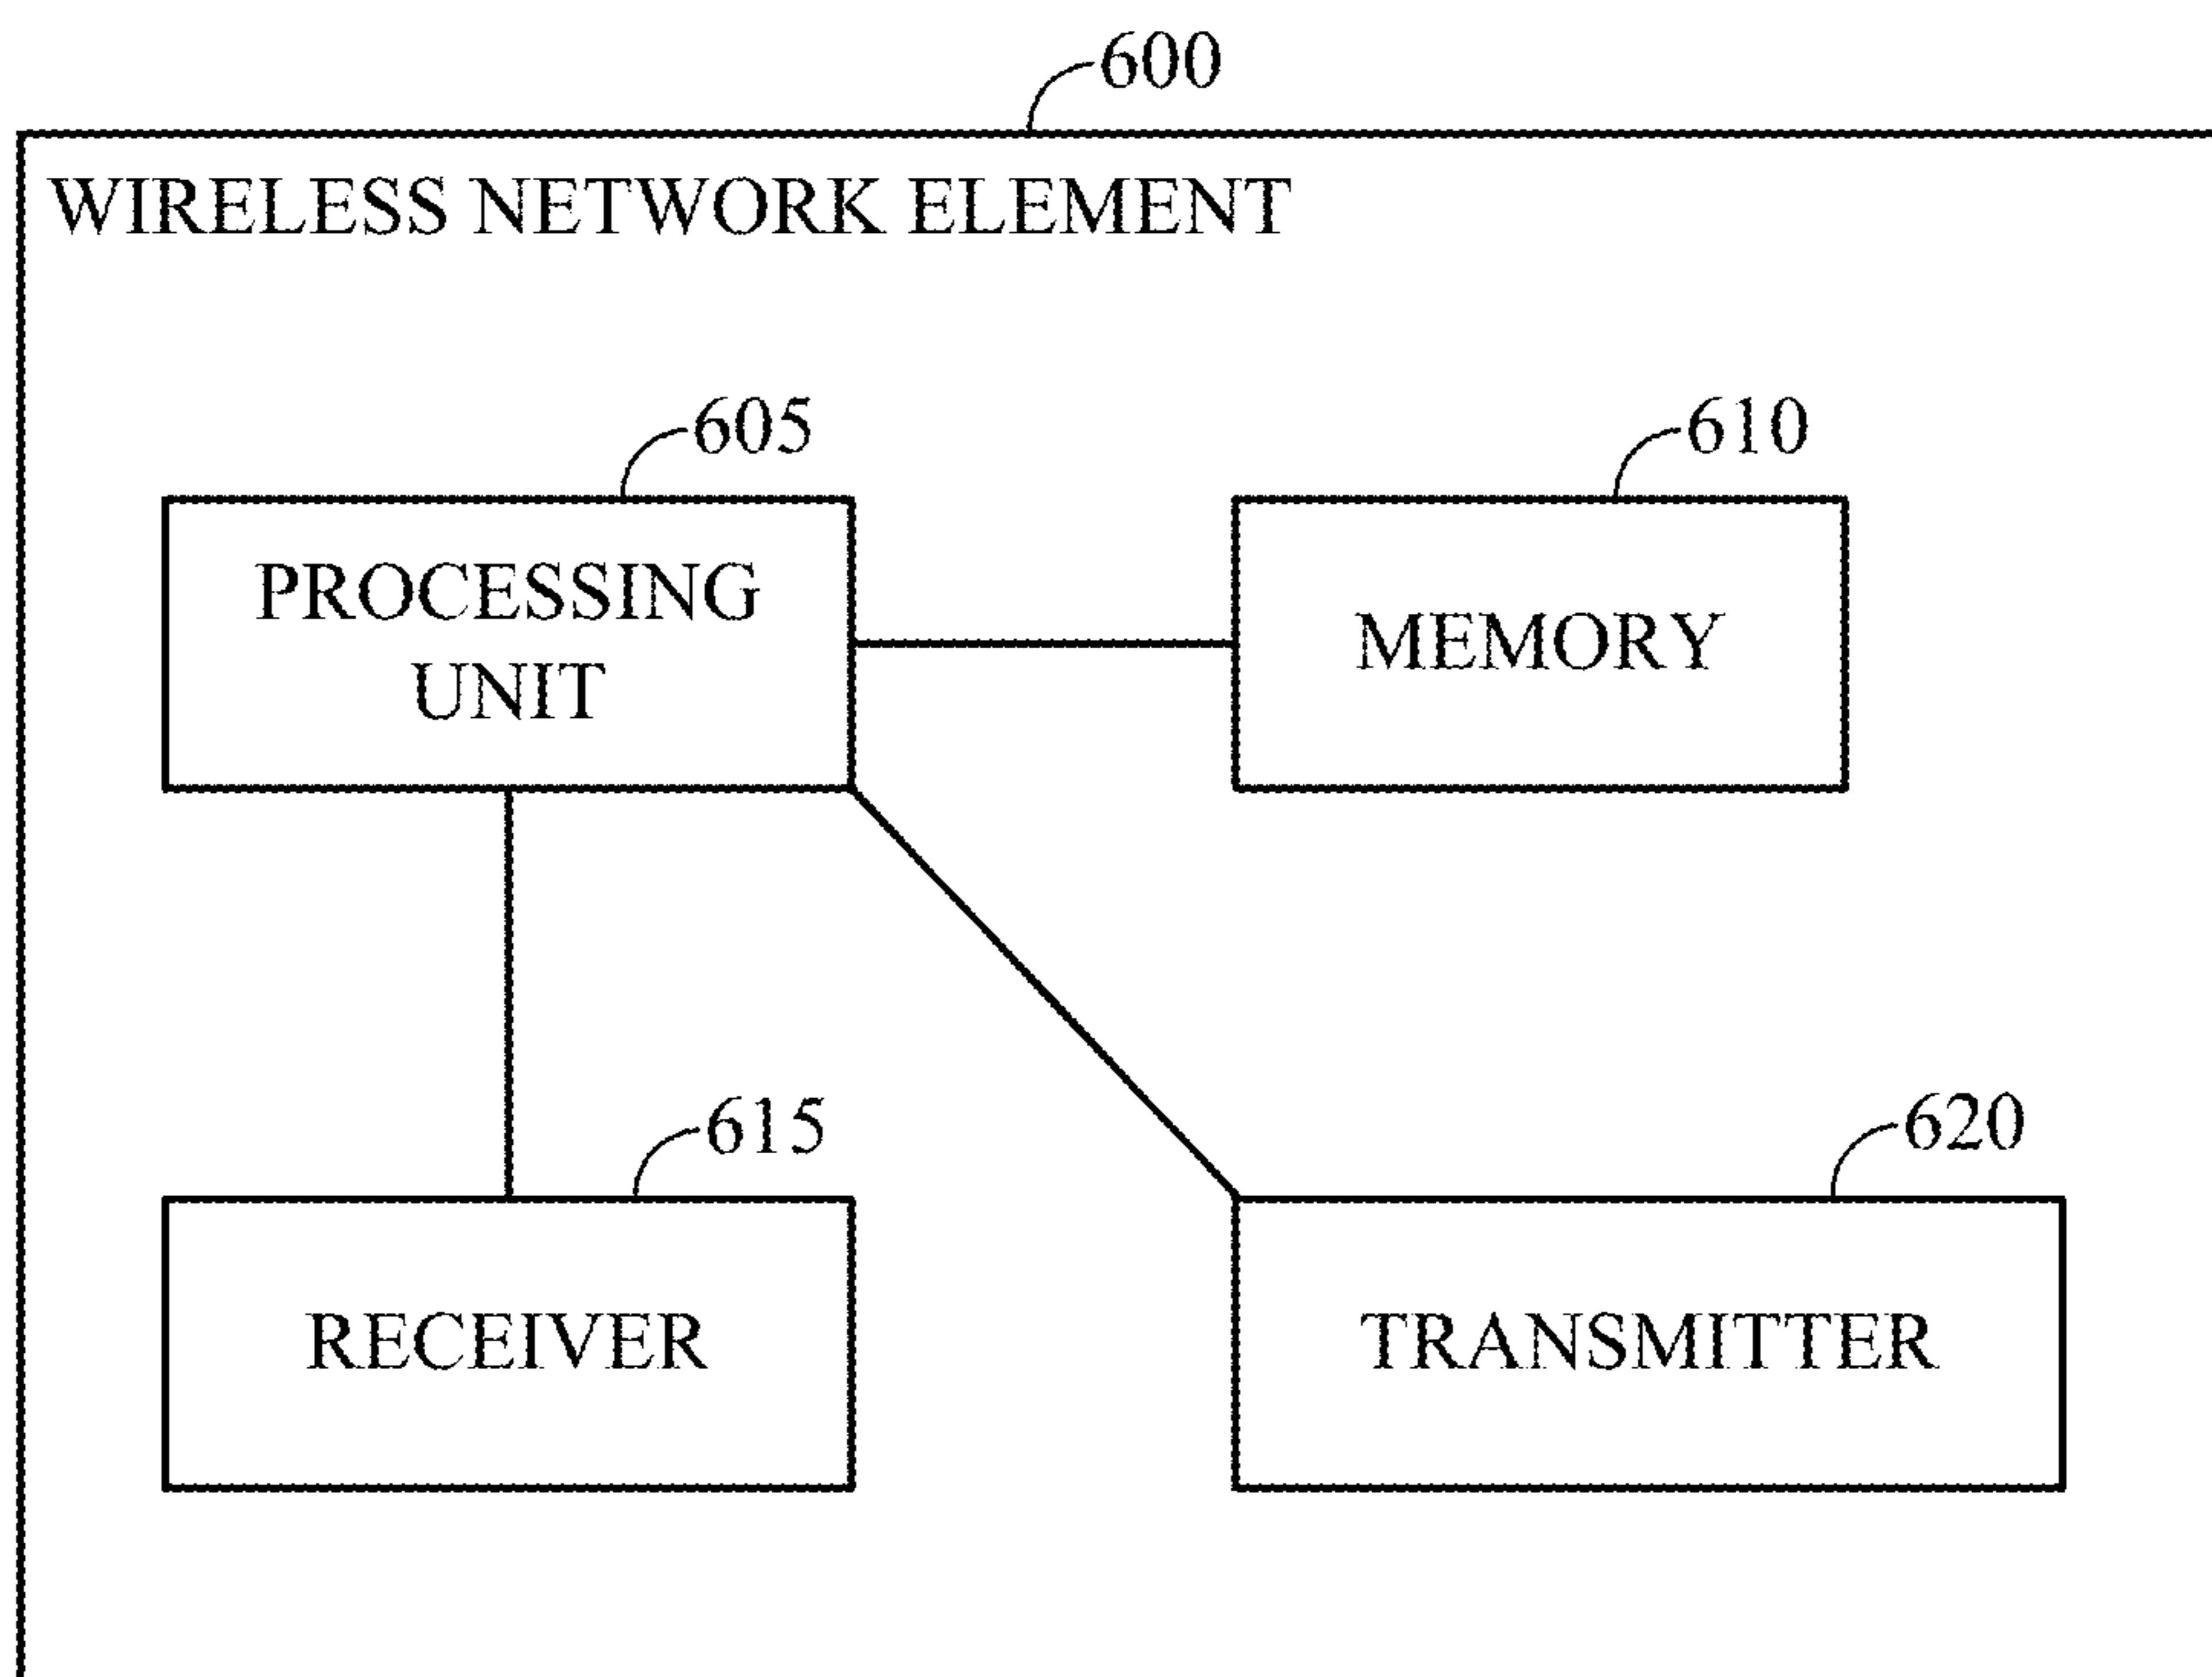 600
WIRELESS NETWORK ELEMENT
605
610
PROCESSING
UNIT
MEMORY
615
620
RECEIVER
TRANSMITTER